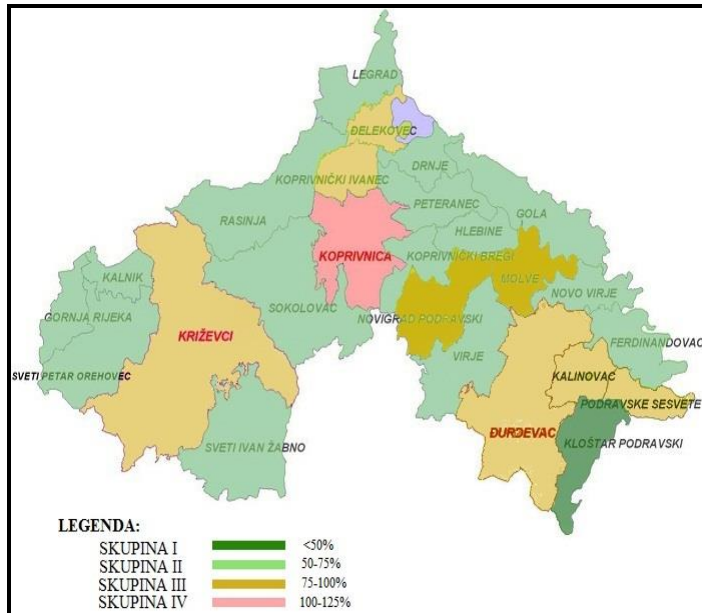 LEGRAD
ĐELEKOVEC
DRNJE
KOPRIVNIČKI IVANEC
PETERANEC
GOLA
RASINJA
HLEBINE
KOPRIVNICA
KOPRIVNIČKI BREGI
MOLVE
KALNIK
NOVO VIRJE
SOKOLOVAC
GORNJA RIJEKA
NOVIGRAD PODRAVSKI
KRIŽEVCI
FERDINANDOVAC
VIRJE
SVETI PETAR OREHOVEC
KALINOVAC
PODRAVSKE SESVETE
ĐURĐEVAC
SVETI IVAN ŽABNO
KLOŠTAR PODRAVSKI
LEGENDA:
SKUPINA I <50%
SKUPINA II 50-75%
SKUPINA III 75-100%
SKUPINA IV 100-125%